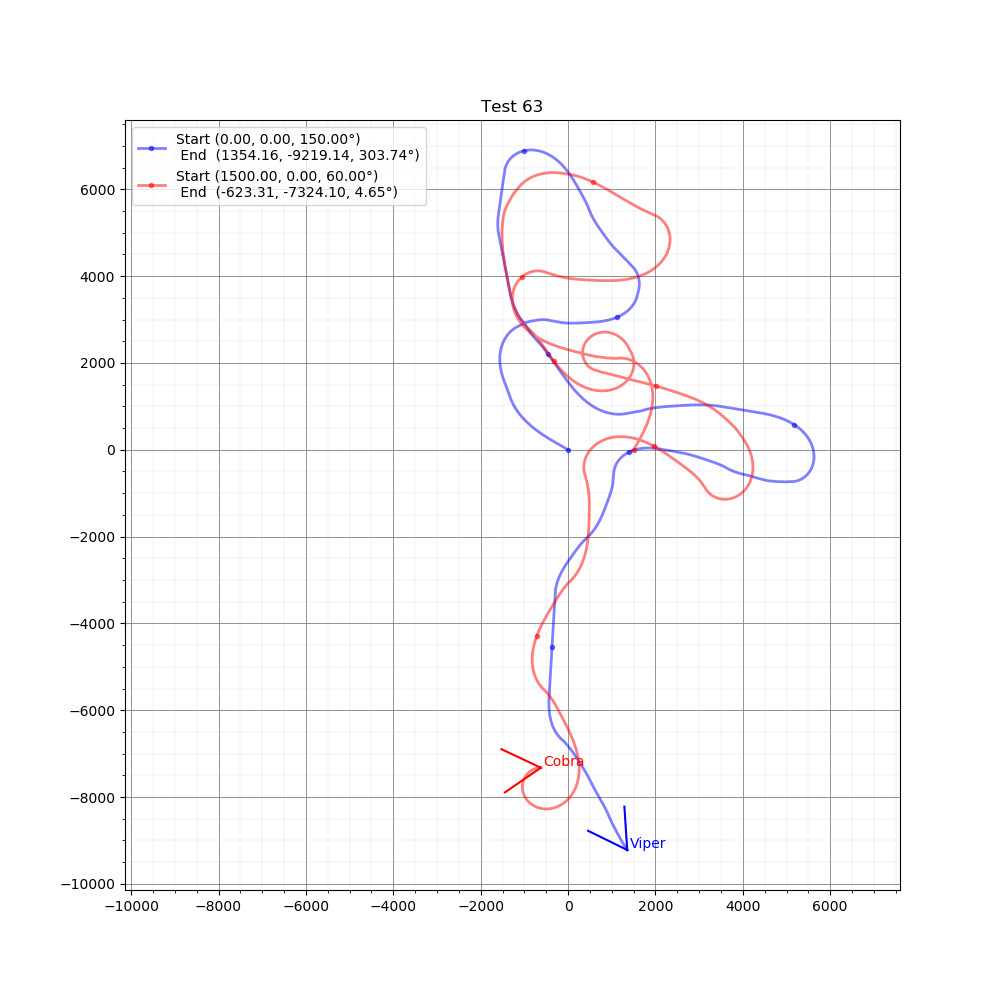 Test 63
Start (0.00, 0.00, 150.00°)
End (1354.16, -9219.14, 303.74°)
Start (1500.00, 0.00, 60.00°)
End (-623.31, -7324.10, 4.65°)
6000
4000
2000
0
−2000
−4000
−6000
−8000
−10000
Cobra
Viper
−10000 −8000 −6000 −4000 −2000 0 2000 4000 6000